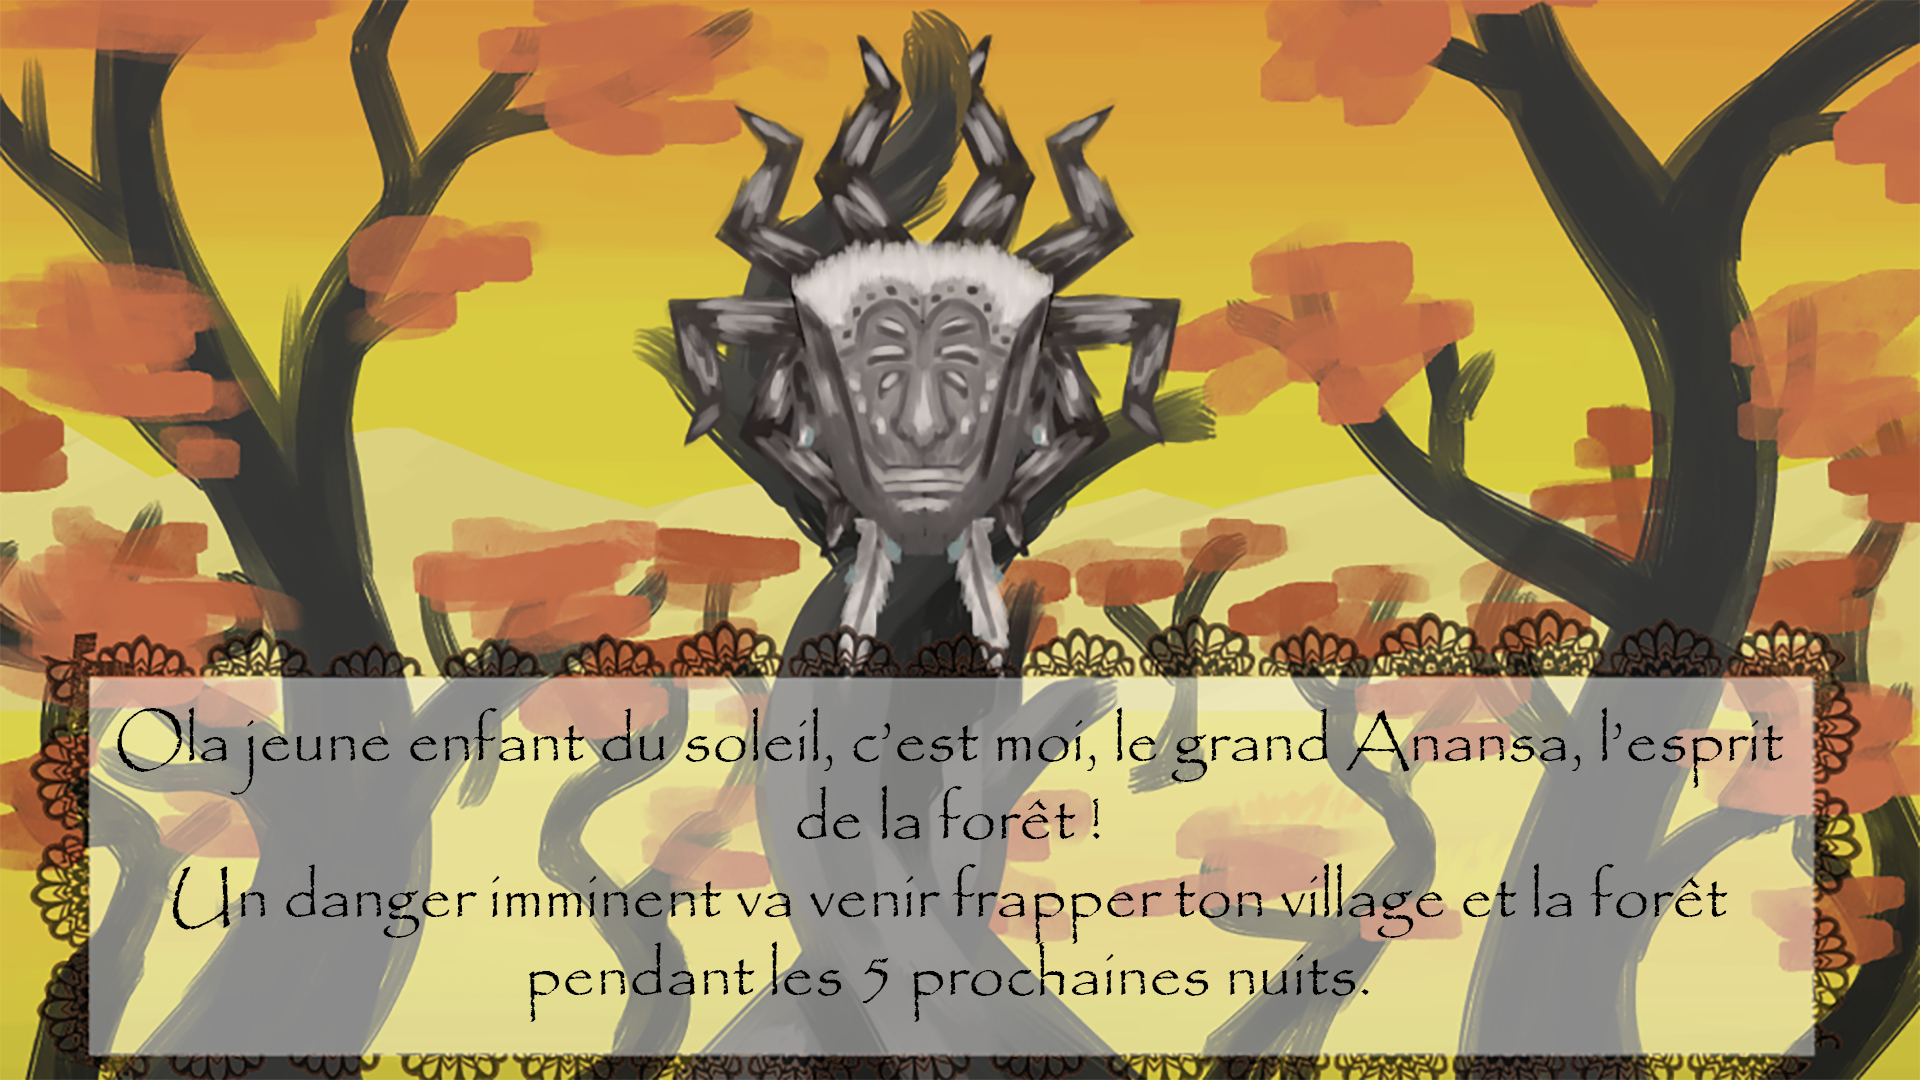 Ola jeune enfant du soleil, c'est moi, le grand Anansa, l'esprit
de la forêt !
Un danger imminent va venir frapper ton village et la forêt
pendant les 5 prochaines nuits.